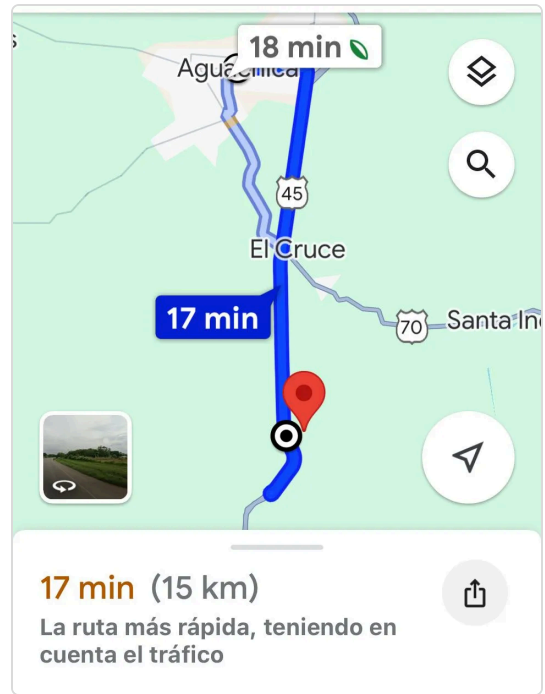 s
18 min
Aguachica
45
El Cruce
17 min
70
Santa In
17 min (15 km)
La ruta más rápida, teniendo en
cuenta el tráfico